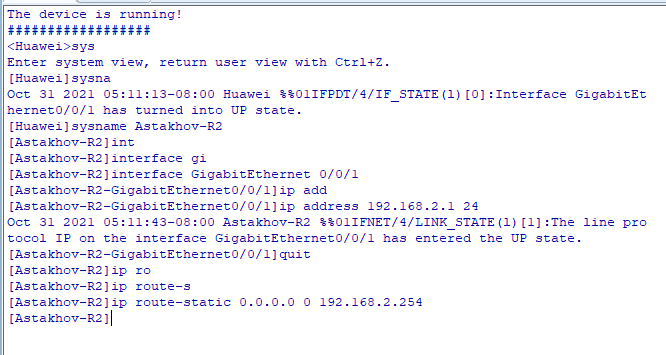 The device is running!
##################
<Huawei>sys
Enter system view, return user view with Ctrl+Z.
[Huawei]sysna
Oct 31 2021 05:11:13-08:00 Huawei %%01IFPDT/4/IF_STATE(l)[0]:Interface GigabitEt
hernet0/0/1 has turned into UP state.
[Huawei]sysname Astakhov-R2
[Astakhov-R2]int
[Astakhov-R2]interface gi
[Astakhov-R2]interface GigabitEthernet 0/0/1
[Astakhov-R2-GigabitEthernet0/0/1]ip add
[Astakhov-R2-GigabitEthernet0/0/1]ip address 192.168.2.1 24
Oct 31 2021 05:11:43-08:00 Astakhov-R2 %%01IFNET/4/LINK_STATE(l)[1]:The line pro
tocol IP on the interface GigabitEthernet0/0/1 has entered the UP state.
[Astakhov-R2-GigabitEthernet0/0/1]quit
[Astakhov-R2]ip ro
[Astakhov-R2]ip route-s
[Astakhov-R2]ip route-static 0.0.0.0 0 192.168.2.254
[Astakhov-R2]